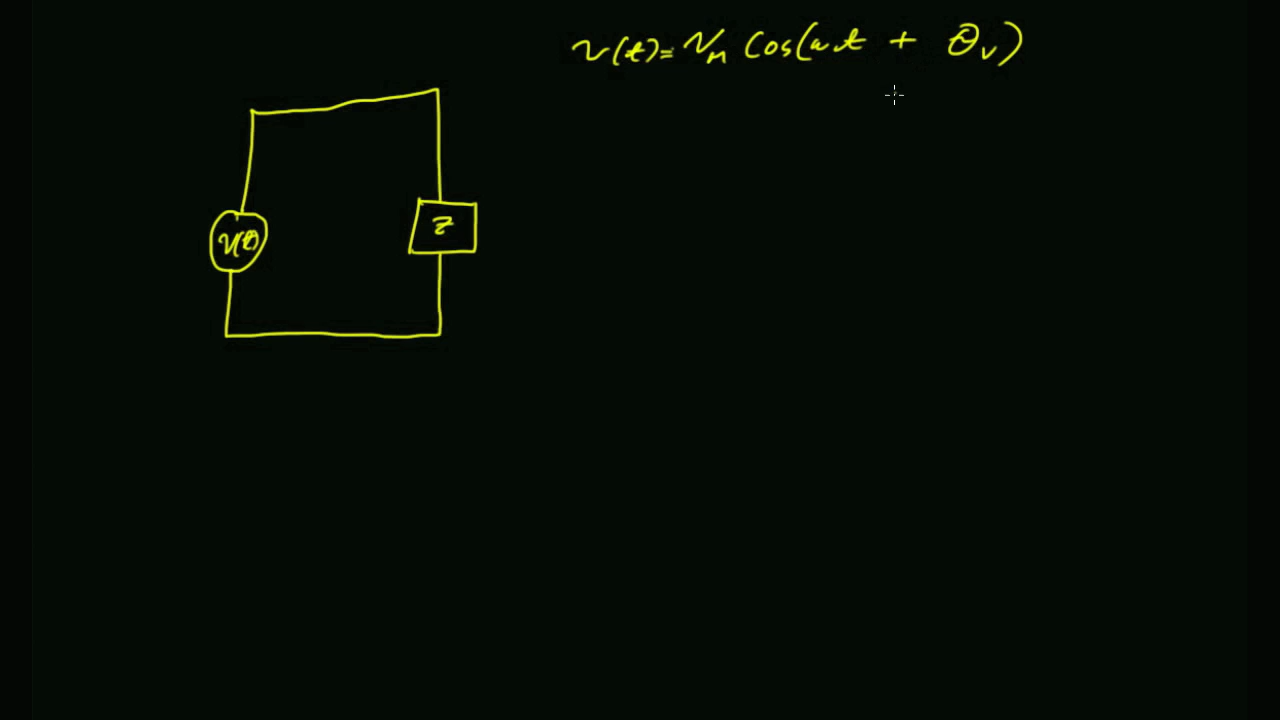 v(t)= Vm Cos(ωt + θv)
v(t)
Z